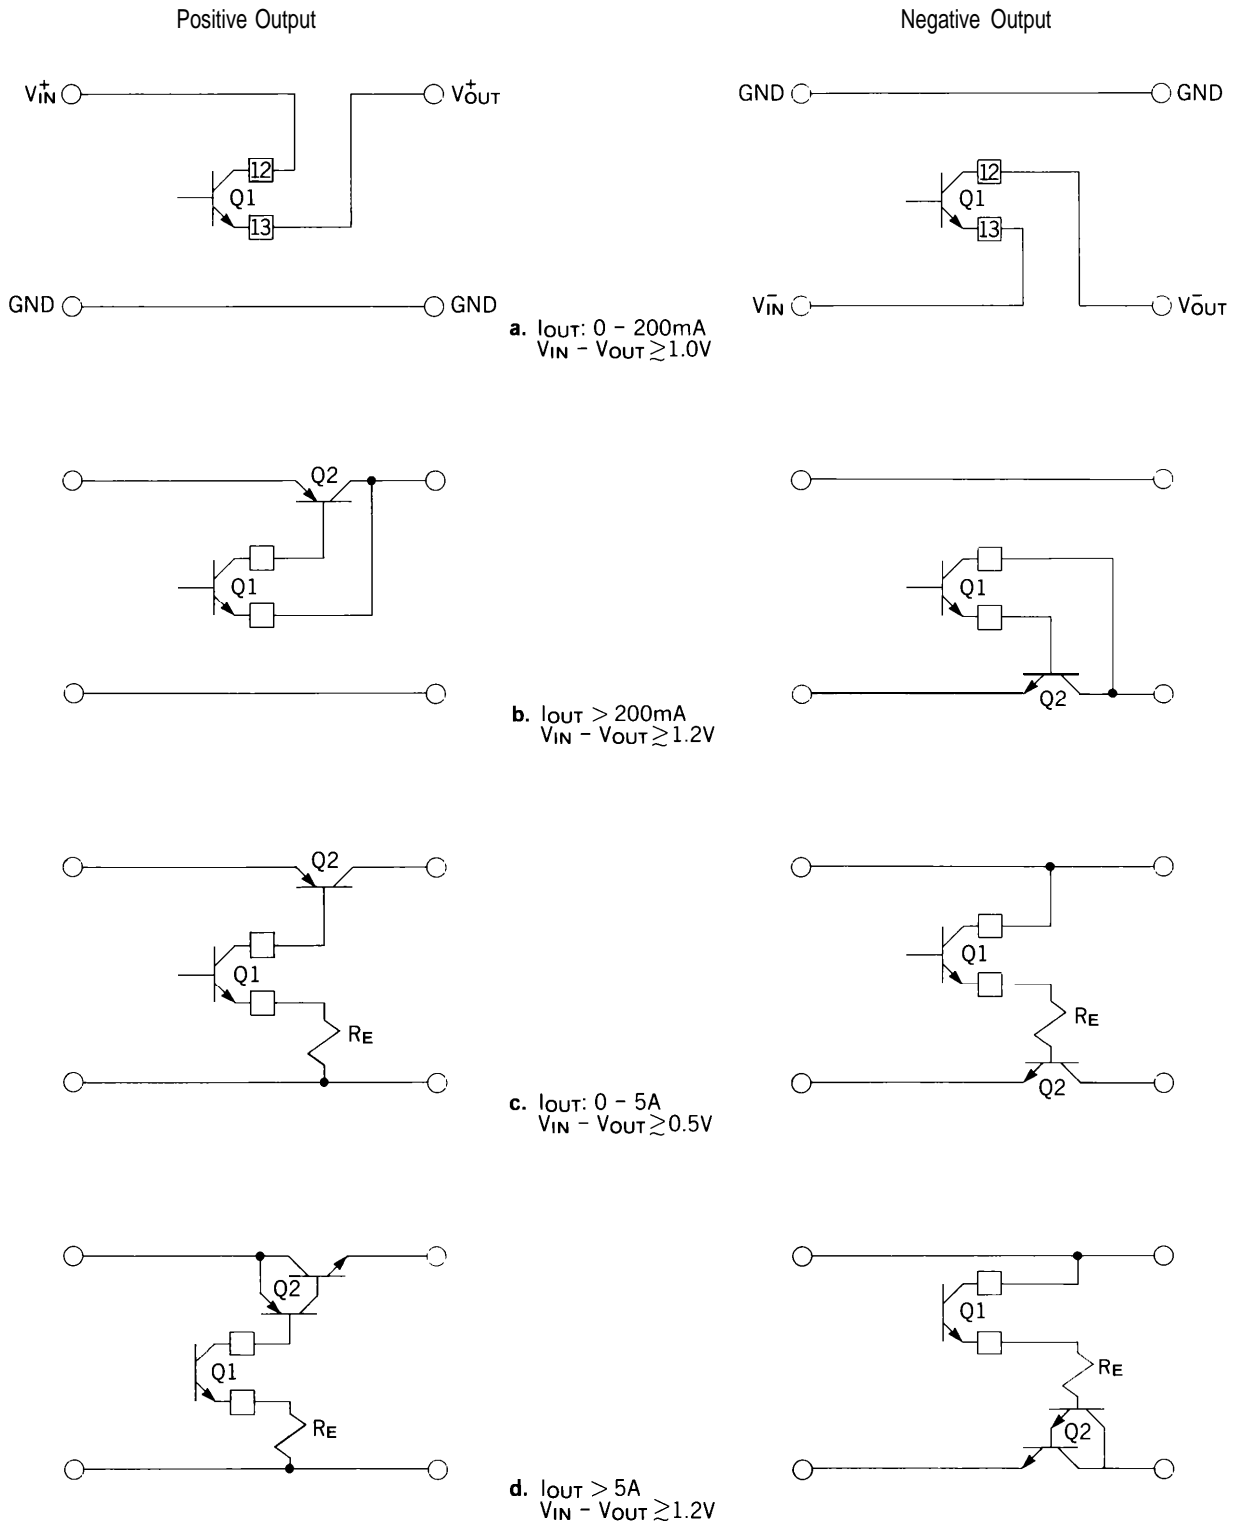 Positive Output
Negative Output
V+IN
V+OUT
12
Q1
13
GND
GND
GND
GND
12
Q1
13
V-IN
V-OUT
a. IOUT: 0 – 200mA
VIN – VOUT ≳ 1.0V
Q2
Q1
Q1
Q2
b. IOUT > 200mA
VIN – VOUT ≳ 1.2V
Q2
Q1
RE
Q1
RE
Q2
c. IOUT: 0 – 5A
VIN – VOUT ≳ 0.5V
Q2
Q1
RE
Q1
RE
Q2
d. IOUT > 5A
VIN – VOUT ≳ 1.2V